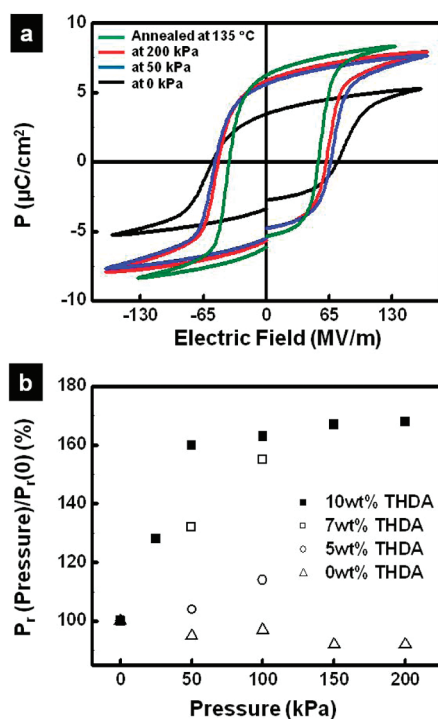 a
Annealed at 135 °C
at 200 kPa
at 50 kPa
at 0 kPa
10
5
0
-5
-10
P (µC/cm²)
-130 -65 0 65 130
Electric Field (MV/m)
b
180
160
140
120
100
Pr (Pressure)/Pr(0) (%)
10wt% THDA
7wt% THDA
5wt% THDA
0wt% THDA
0 50 100 150 200
Pressure (kPa)